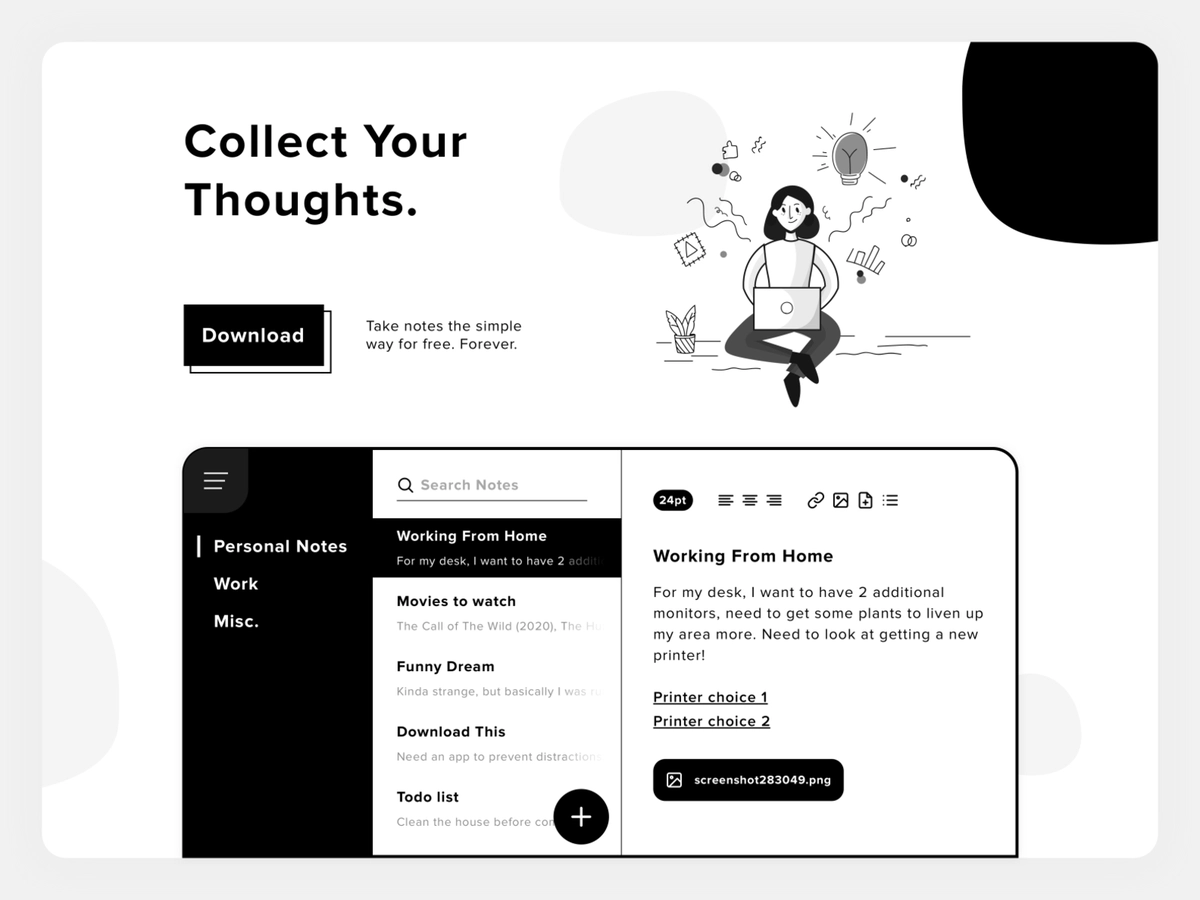 Collect Your
Thoughts.
Download
Take notes the simple
way for free. Forever.
Personal Notes
Work
Misc.
Search Notes
Working From Home
For my desk, I want to have 2
Movies to watch
The Call of The Wild (2020), The
Funny Dream
Kinda strange, but basically I was
Download This
Need an app to prevent distractions
Todo list
Clean the house before
24pt
Working From Home
For my desk, I want to have 2 additional
monitors, need to get some plants to liven up
my area more. Need to look at getting a new
printer!
Printer choice 1
Printer choice 2
screenshot283049.png